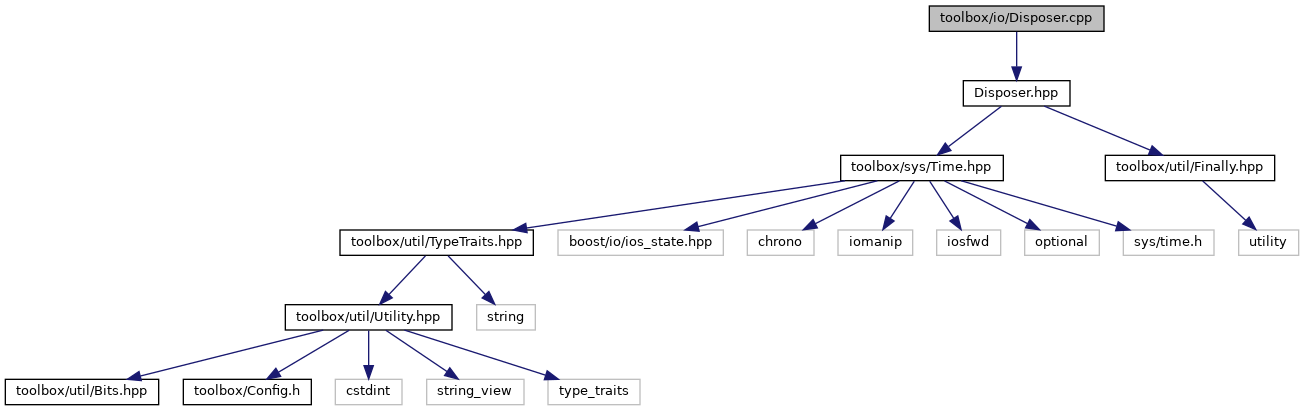 toolbox/io/Disposer.cpp
Disposer.hpp
toolbox/sys/Time.hpp
toolbox/util/Finally.hpp
toolbox/util/TypeTraits.hpp
boost/io/ios_state.hpp
chrono
iomanip
iosfwd
optional
sys/time.h
utility
toolbox/util/Utility.hpp
string
toolbox/util/Bits.hpp
toolbox/Config.h
cstdint
string_view
type_traits